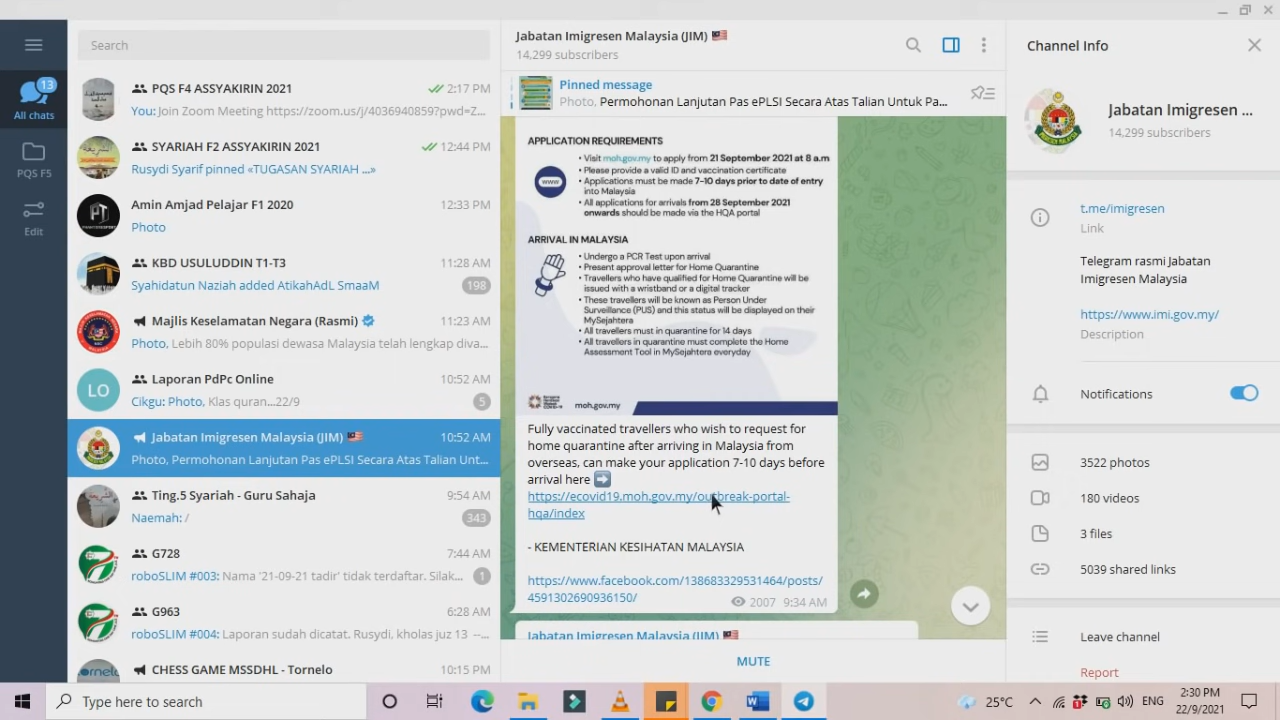 All chats
13
PQS F5
Edit
Search
PQS F4 ASSYAKIRIN 2021
2:17 PM
You: Join Zoom Meeting https://zoom.us/j/4036940859?pwd=Z...
SYARIAH F2 ASSYAKIRIN 2021
12:44 PM
Rusydi Syarif pinned «TUGASAN SYARIAH ...»
Amin Amjad Pelajar F1 2020
12:33 PM
Photo
KBD USULUDDIN T1-T3
11:28 AM
Syahidatun Naziah added AtikahAdL SmaaM
198
Majlis Keselamatan Negara (Rasmi)
11:23 AM
Photo, Lebih 80% populasi dewasa Malaysia telah lengkap diva...
LO
Laporan PdPc Online
10:52 AM
Cikgu: Photo, Klas quran...22/9
5
Jabatan Imigresen Malaysia (JIM)
10:52 AM
Photo, Permohonan Lanjutan Pas ePLSI Secara Atas Talian Unt...
Ting.5 Syariah - Guru Sahaja
9:54 AM
Naemah: /
343
G728
7:44 AM
roboSLIM #003: Nama '21-09-21 tadir' tidak terdaftar. Silak...
1
G963
6:28 AM
roboSLIM #004: Laporan sudah dicatat. Rusydi, kholas juz 13 --...
CHESS GAME MSSDHL - Tornelo
10:15 PM
Jabatan Imigresen Malaysia (JIM)
14,299 subscribers
Pinned message
Photo, Permohonan Lanjutan Pas ePLSI Secara Atas Talian Untuk Pa...
APPLICATION REQUIREMENTS
www
• Visit moh.gov.my to apply from 21 September 2021 at 8 a.m
• Please provide a valid ID and vaccination certificate
• Applications must be made 7-10 days prior to date of entry
into Malaysia
• All applications for arrivals from 28 September 2021
onwards should be made via the HQA portal
ARRIVAL IN MALAYSIA
• Undergo a PCR Test upon arrival
• Present approval letter for Home Quarantine
• Travellers who have qualified for Home Quarantine will be
issued with a wristband or a digital tracker
• These travellers will be known as Person Under
Surveillance (PUS) and this status will be displayed on their
MySejahtera
• All travellers must in quarantine for 14 days
• All travellers in quarantine must complete the Home
Assessment Tool in MySejahtera everyday
moh.gov.my
Fully vaccinated travellers who wish to request for
home quarantine after arriving in Malaysia from
overseas, can make your application 7-10 days before
arrival here
https://ecovid19.moh.gov.my/outbreak-portal-
hqa/index
- KEMENTERIAN KESIHATAN MALAYSIA
https://www.facebook.com/138683329531464/posts/
4591302690936150/
2007 9:34 AM
Jabatan Imigresen Malaysia (JIM)
MUTE
Channel Info
Jabatan Imigresen ...
14,299 subscribers
t.me/imigresen
Link
Telegram rasmi Jabatan
Imigresen Malaysia
https://www.imi.gov.my/
Description
Notifications
3522 photos
180 videos
3 files
5039 shared links
Leave channel
Report
Type here to search
25°C
ENG
2:30 PM
22/9/2021